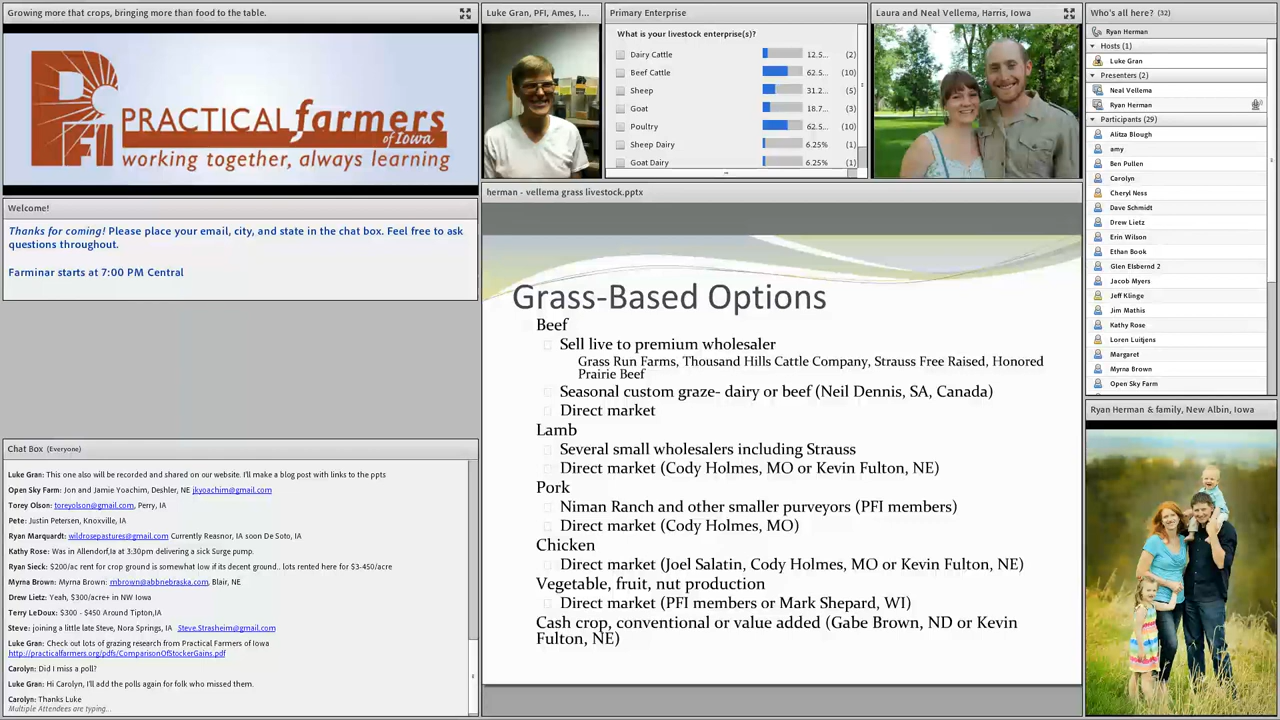 Growing more that crops, bringing more than food to the table.
PFI
PRACTICAL farmers
of Iowa
working together, always learning
Welcome!
Thanks for coming! Please place your email, city, and state in the chat box. Feel free to ask
questions throughout.
Farminar starts at 7:00 PM Central
Chat Box (Everyone)
Luke Gran: This one also will be recorded and shared on our website. I'll make a blog post with links to the ppts
Open Sky Farm: Jon and Jamie Yoachim, Deshler, NE jkyoachim@gmail.com
Torey Olson: toreyolson@gmail.com, Perry, IA
Pete: Justin Petersen, Knoxville, IA
Ryan Marquardt: wildrosepastures@gmail.com Currently Reasnor, IA soon De Soto, IA
Kathy Rose: Was in Allendorf,Ia at 3:30pm delivering a sick Surge pump.
Ryan Sieck: $200/ac rent for crop ground is somewhat low if its decent ground.. lots rented here for $3-450/acre
Myrna Brown: Myrna Brown: mbrown@abbnebraska.com, Blair, NE.
Drew Lietz: Yeah, $300/acre+ in NW Iowa
Terry LeDoux: $300 - $450 Around Tipton,IA
Steve: joining a little late Steve, Nora Springs, IA Steve.Strasheim@gmail.com
Luke Gran: Check out lots of grazing research from Practical Farmers of Iowa
http://practicalfarmers.org/pdfs/ComparisonOfStockerGains.pdf
Carolyn: Did I miss a poll?
Luke Gran: Hi Carolyn, I'll add the polls again for folk who missed them.
Carolyn: Thanks Luke
Multiple Attendees are typing...
Luke Gran, PFI, Ames, I...
Primary Enterprise
What is your livestock enterprise(s)?
Dairy Cattle 12.5... (2)
Beef Cattle 62.5... (10)
Sheep 31.2... (5)
Goat 18.7... (3)
Poultry 62.5... (10)
Sheep Dairy 6.25% (1)
Goat Dairy 6.25% (1)
Laura and Neal Vellema, Harris, Iowa
herman - vellema grass livestock.pptx
Grass-Based Options
Beef
Sell live to premium wholesaler
Grass Run Farms, Thousand Hills Cattle Company, Strauss Free Raised, Honored
Prairie Beef
Seasonal custom graze- dairy or beef (Neil Dennis, SA, Canada)
Direct market
Lamb
Several small wholesalers including Strauss
Direct market (Cody Holmes, MO or Kevin Fulton, NE)
Pork
Niman Ranch and other smaller purveyors (PFI members)
Direct market (Cody Holmes, MO)
Chicken
Direct market (Joel Salatin, Cody Holmes, MO or Kevin Fulton, NE)
Vegetable, fruit, nut production
Direct market (PFI members or Mark Shepard, WI)
Cash crop, conventional or value added (Gabe Brown, ND or Kevin
Fulton, NE)
Who's all here? (32)
Ryan Herman
Hosts (1)
Luke Gran
Presenters (2)
Neal Vellema
Ryan Herman
Participants (29)
Alitza Blough
amy
Ben Pullen
Carolyn
Cheryl Ness
Dave Schmidt
Drew Lietz
Erin Wilson
Ethan Book
Glen Elsbernd 2
Jacob Myers
Jeff Klinge
Jim Mathis
Kathy Rose
Loren Luitjens
Margaret
Myrna Brown
Open Sky Farm
Ryan Herman & family, New Albin, Iowa